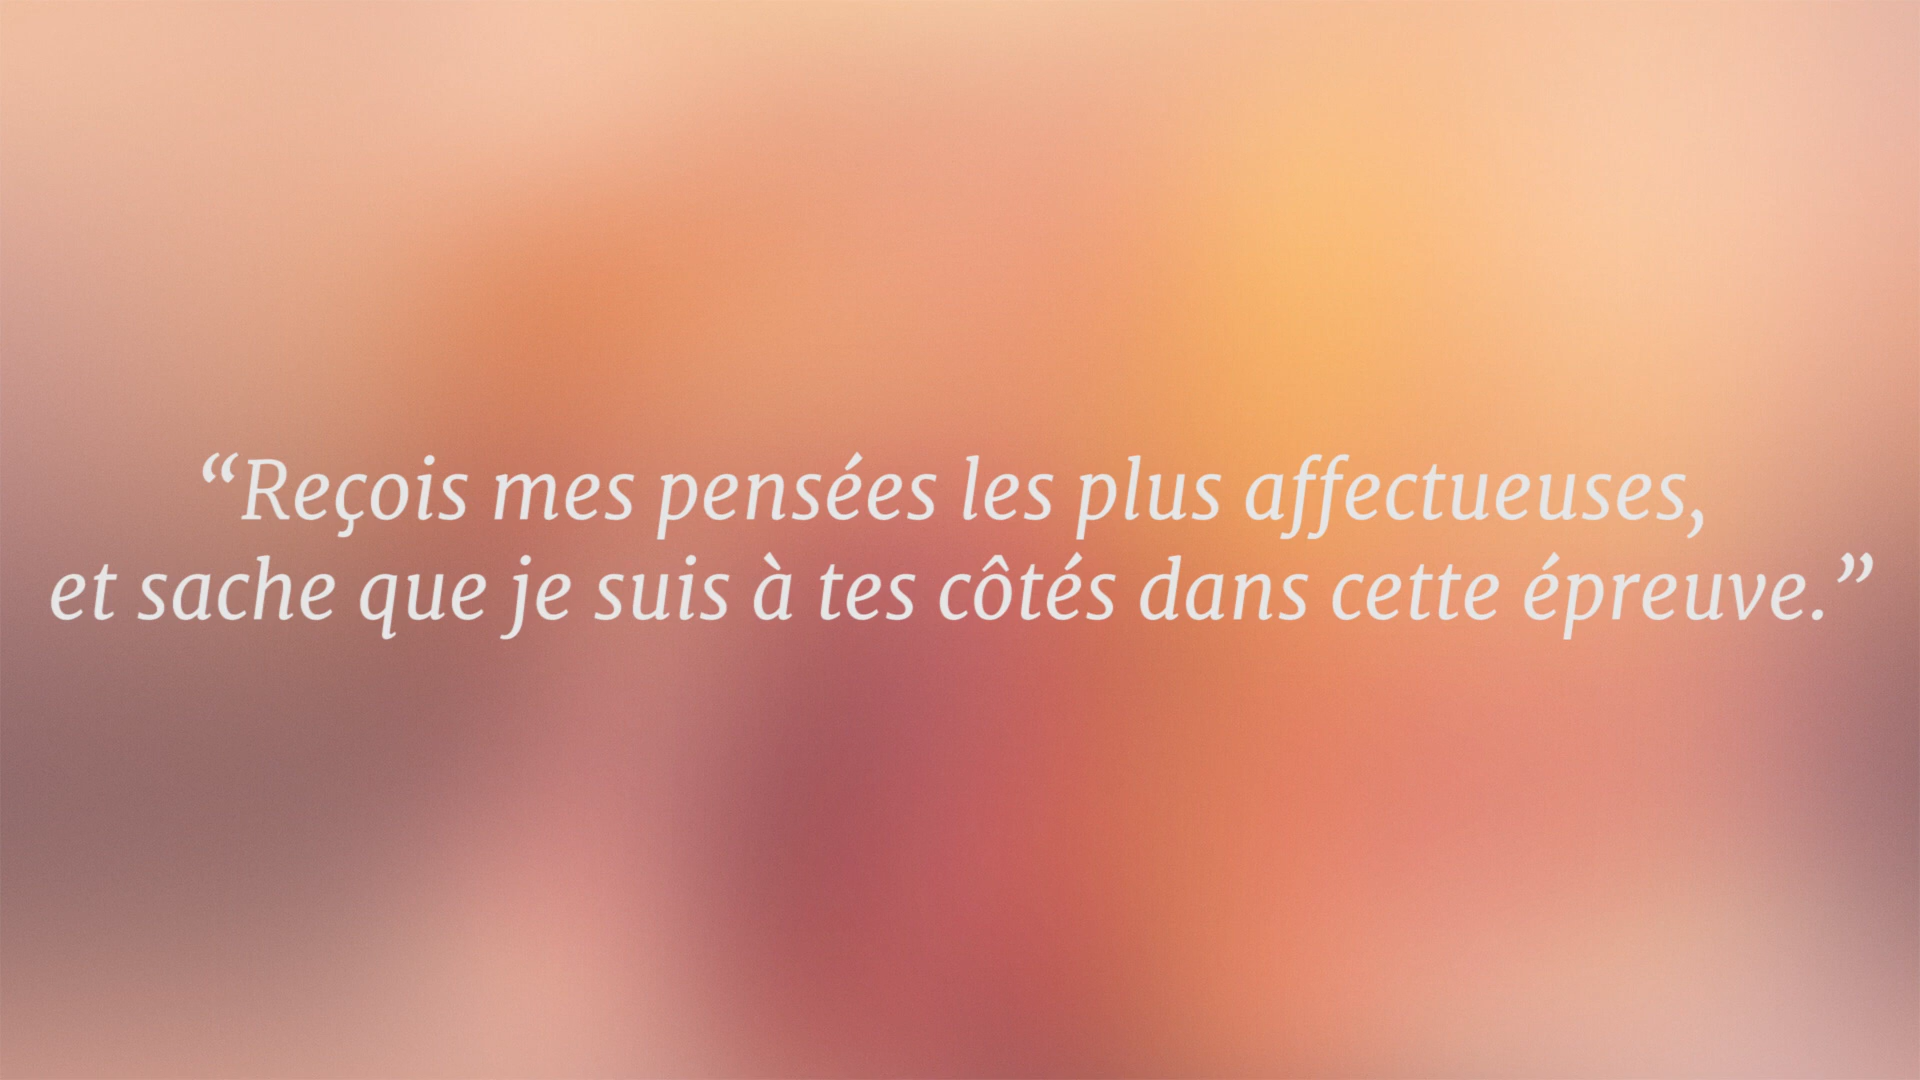 “Reçois mes pensées les plus affectueuses,
et sache que je suis à tes côtés dans cette épreuve.”